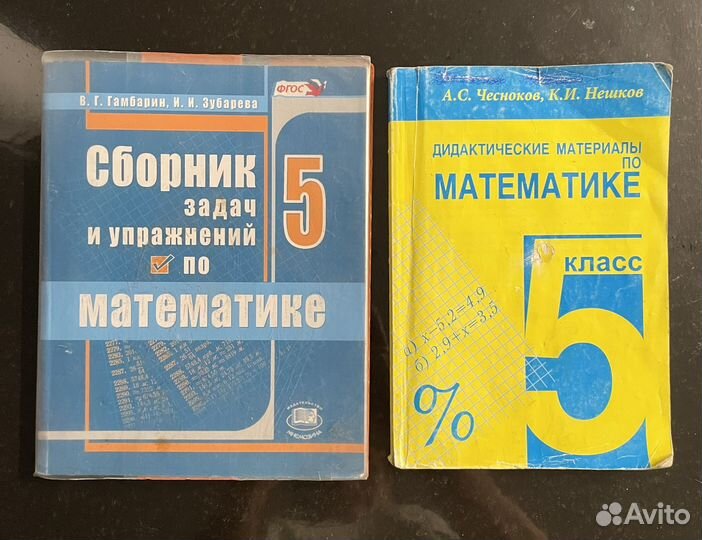 ФГОС
В. Г. Гамбарин, И. И. Зубарева
Сборник
задач
и упражнений
по
5
математике
МНЕМОЗИНА
А.С. Чесноков, К.И. Нешков
ДИДАКТИЧЕСКИЕ МАТЕРИАЛЫ
ПО
МАТЕМАТИКЕ
5
класс
а) x–5,2=4,9
б) 2,9+x=3,5
%
Avito